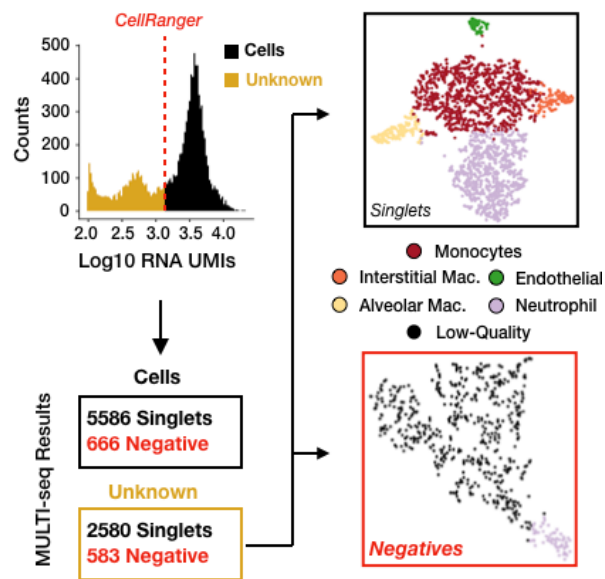 CellRanger
500
400
300
200
100
0
Counts
Cells
Unknown
2.0 2.5 3.0 3.5 4.0
Log10 RNA UMIs
Singlets
Monocytes
Interstitial Mac. Endothelial
Alveolar Mac. Neutrophil
Low-Quality
MULTI-seq Results
Cells
5586 Singlets
666 Negative
Unknown
2580 Singlets
583 Negative
Negatives